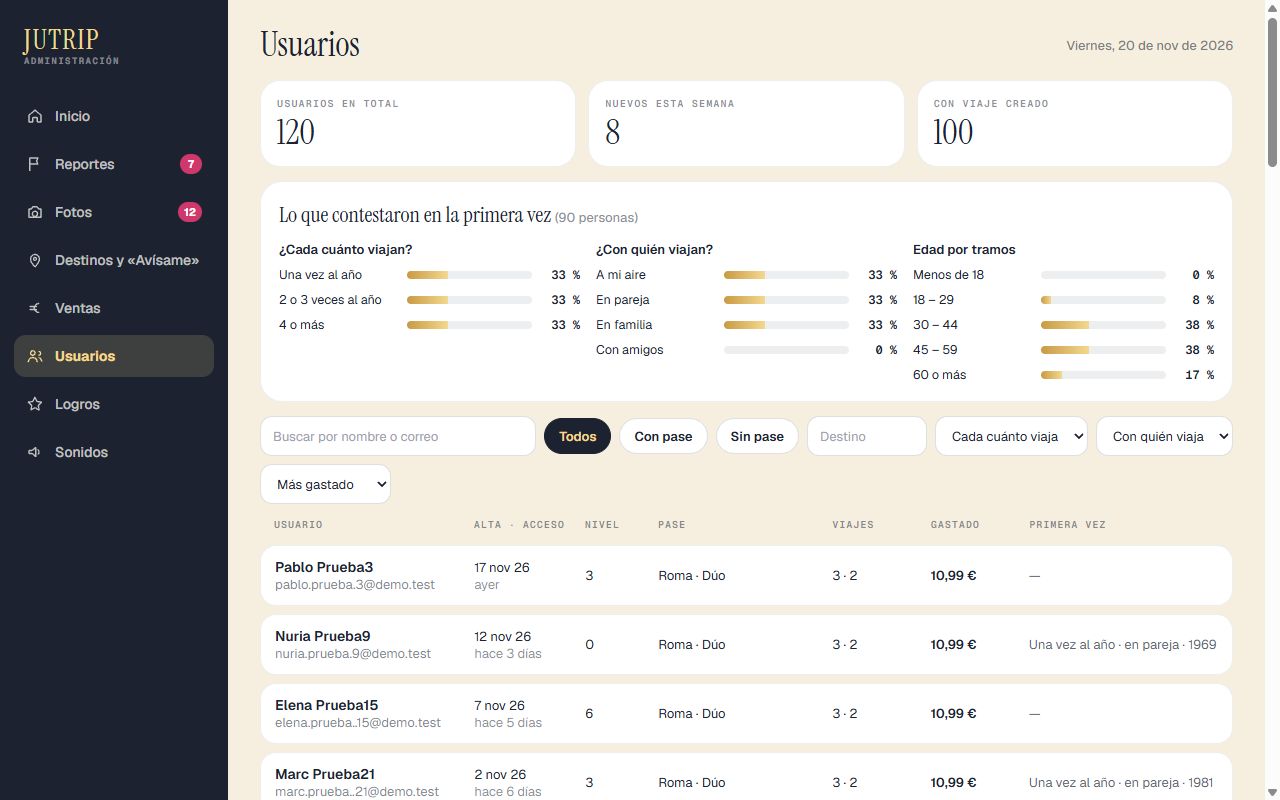 JUTRIP
ADMINISTRACIÓN
Inicio
Reportes 7
Fotos 12
Destinos y «Avísame»
Ventas
Usuarios
Logros
Sonidos
Usuarios
Viernes, 20 de nov de 2026
USUARIOS EN TOTAL
120
NUEVOS ESTA SEMANA
8
CON VIAJE CREADO
100
Lo que contestaron en la primera vez (90 personas)
¿Cada cuánto viajan?
Una vez al año 33 %
2 o 3 veces al año 33 %
4 o más 33 %
¿Con quién viajan?
A mi aire 33 %
En pareja 33 %
En familia 33 %
Con amigos 0 %
Edad por tramos
Menos de 18 0 %
18 – 29 8 %
30 – 44 38 %
45 – 59 38 %
60 o más 17 %
Buscar por nombre o correo Todos Con pase Sin pase Destino Cada cuánto viaja Con quién viaja
Más gastado
USUARIO ALTA · ACCESO NIVEL PASE VIAJES GASTADO PRIMERA VEZ
Pablo Prueba3 17 nov 26 3 Roma · Dúo 3 · 2 10,99 € —
pablo.prueba.3@demo.test ayer
Nuria Prueba9 12 nov 26 0 Roma · Dúo 3 · 2 10,99 € Una vez al año · en pareja · 1969
nuria.prueba.9@demo.test hace 3 días
Elena Prueba15 7 nov 26 6 Roma · Dúo 3 · 2 10,99 € —
elena.prueba..15@demo.test hace 5 días
Marc Prueba21 2 nov 26 3 Roma · Dúo 3 · 2 10,99 € Una vez al año · en pareja · 1981
marc.prueba..21@demo.test hace 6 días